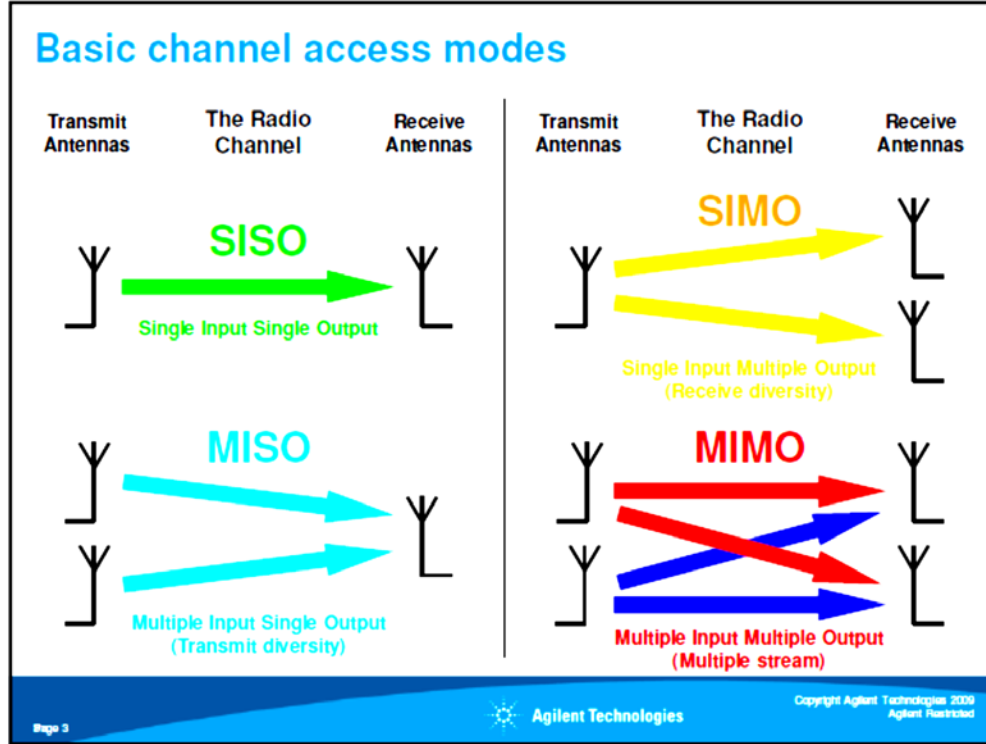 Basic channel access modes
Transmit
Antennas
The Radio
Channel
Receive
Antennas
SISO
Single Input Single Output
MISO
Multiple Input Single Output
(Transmit diversity)
Transmit
Antennas
The Radio
Channel
Receive
Antennas
SIMO
Single Input Multiple Output
(Receive diversity)
MIMO
Multiple Input Multiple Output
(Multiple stream)
Page 3
Agilent Technologies
Copyright Agilent Technologies 2009
Agilent Restricted